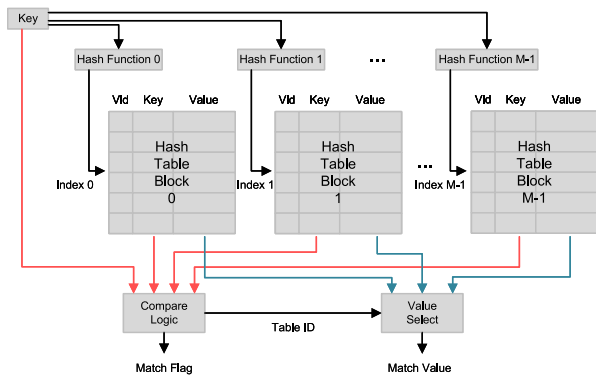 Key
Hash Function 0
Hash Function 1
...
Hash Function M-1
Vld Key Value
Vld Key Value
Vld Key Value
Hash
Table
Block
0
Hash
Table
Block
1
...
Hash
Table
Block
M-1
Index 0
Index 1
Index M-1
Compare
Logic
Table ID
Value
Select
Match Flag
Match Value